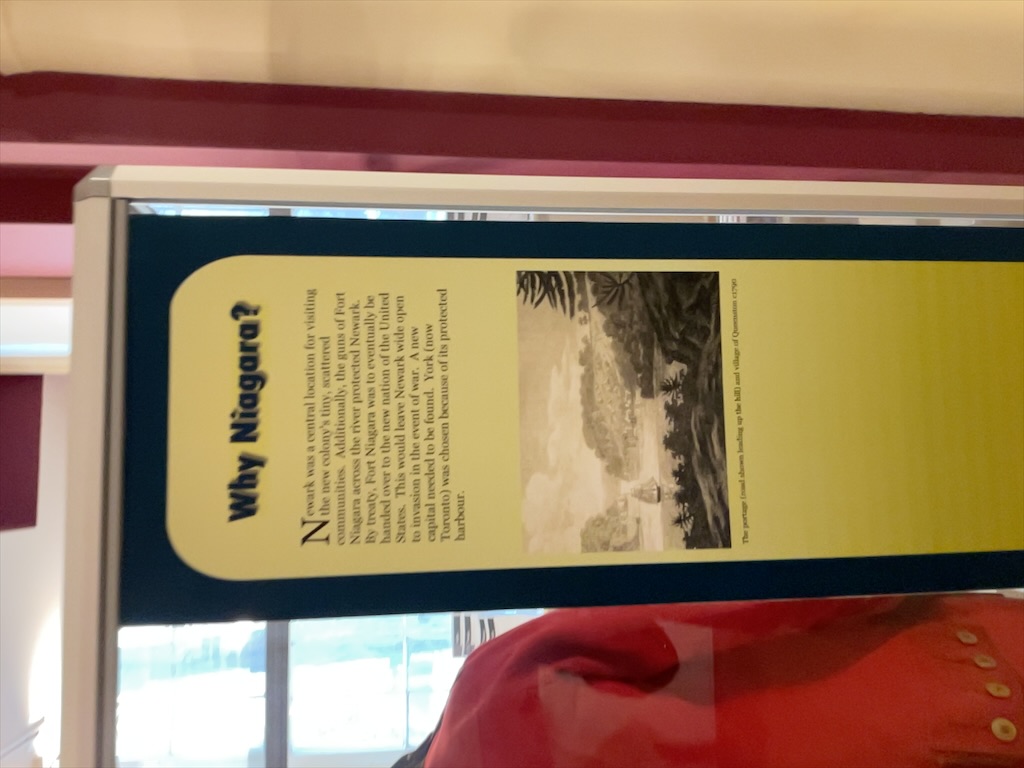 Why Niagara?
Newark was a central location for visiting
the new colony's tiny, scattered
communities. Additionally, the guns of Fort
Niagara across the river protected Newark.
By treaty, Fort Niagara was to eventually be
handed over to the new nation of the United
States. This would leave Newark wide open
to invasion in the event of war. A new
capital needed to be found. York (now
Toronto) was chosen because of its protected
harbour.
The portage (road shown leading up the hill) and village of Queenston c1790